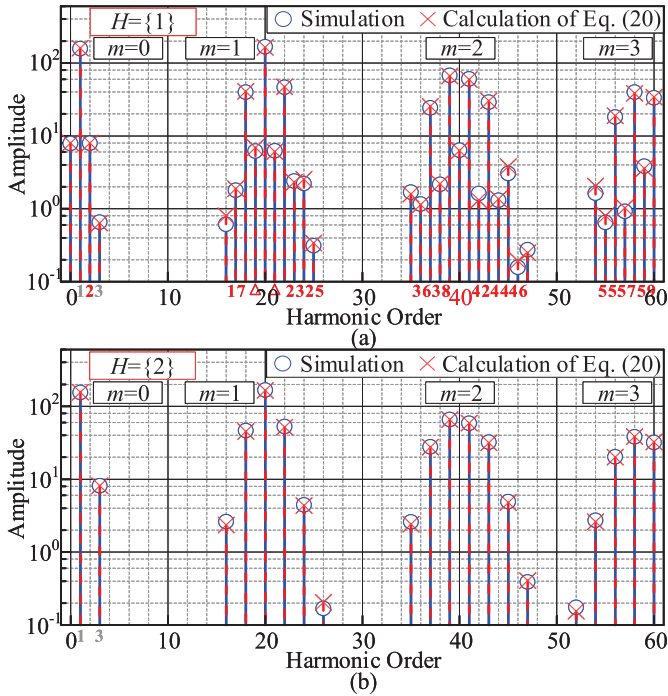 H={1}
Simulation
Calculation of Eq. (20)
m=0
m=1
m=2
m=3
Amplitude
10²
10¹
10⁰
10⁻¹
0
10
20
30
40
50
60
1
2
3
17
23
25
36
38
42
44
46
55
57
58
Harmonic Order
(a)
H={2}
Simulation
Calculation of Eq. (20)
m=0
m=1
m=2
m=3
Amplitude
10²
10¹
10⁰
10⁻¹
0
1
3
10
20
30
40
50
60
Harmonic Order
(b)